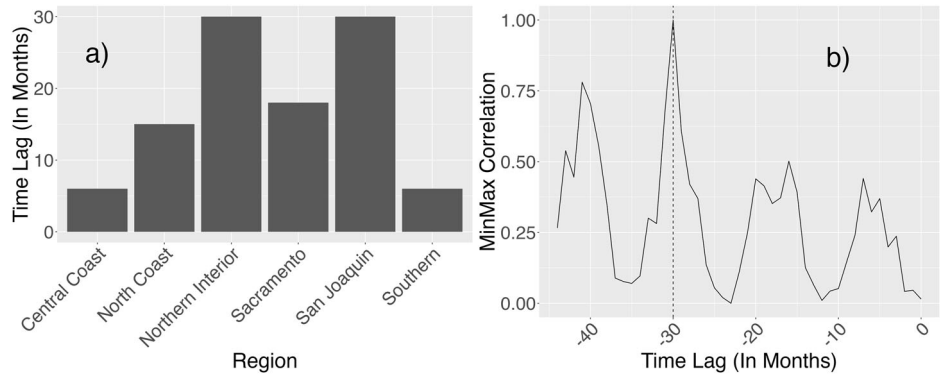 a)
Time Lag (In Months)
30
20
10
0
Central Coast
North Coast
Northern Interior
Sacramento
San Joaquin
Southern
Region
b)
MinMax Correlation
1.00
0.75
0.50
0.25
0.00
-40
-30
-20
-10
0
Time Lag (In Months)